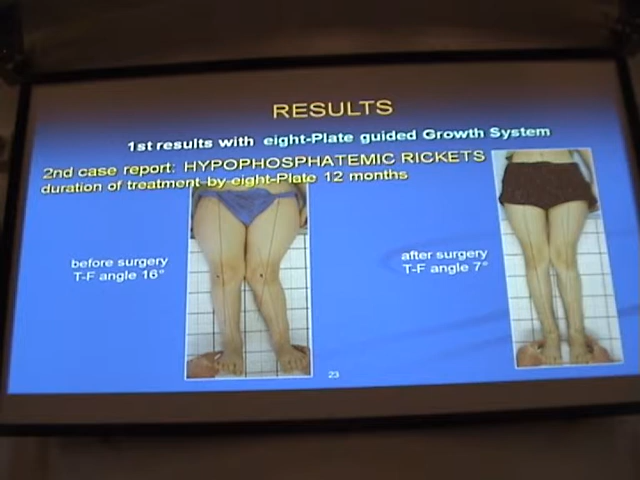 RESULTS
1st results with eight-Plate guided Growth System
2nd case report: HYPOPHOSPHATEMIC RICKETS
duration of treatment by eight-Plate 12 months
before surgery
T-F angle 16°
after surgery
T-F angle 7°
23